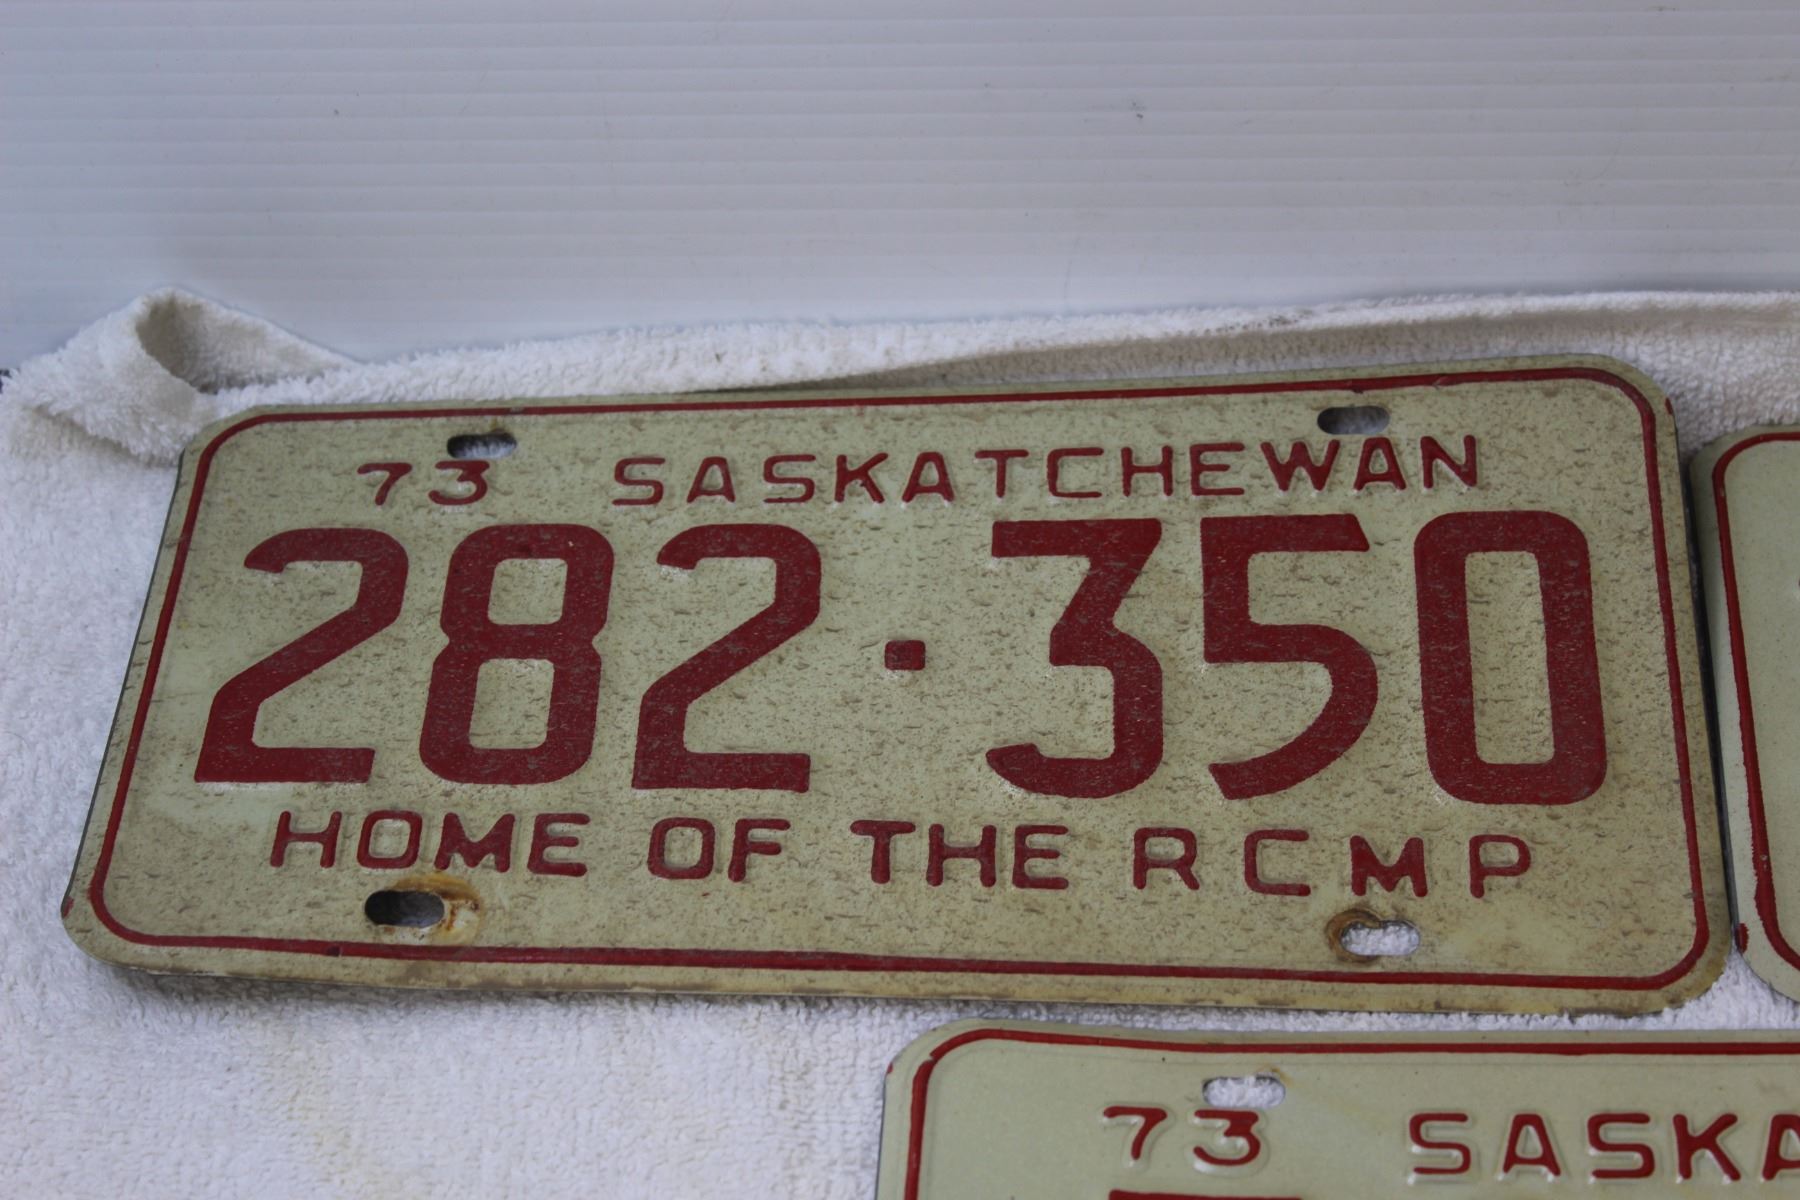 73 SASKATCHEWAN
282·350
HOME OF THE RCMP
73 SASKA